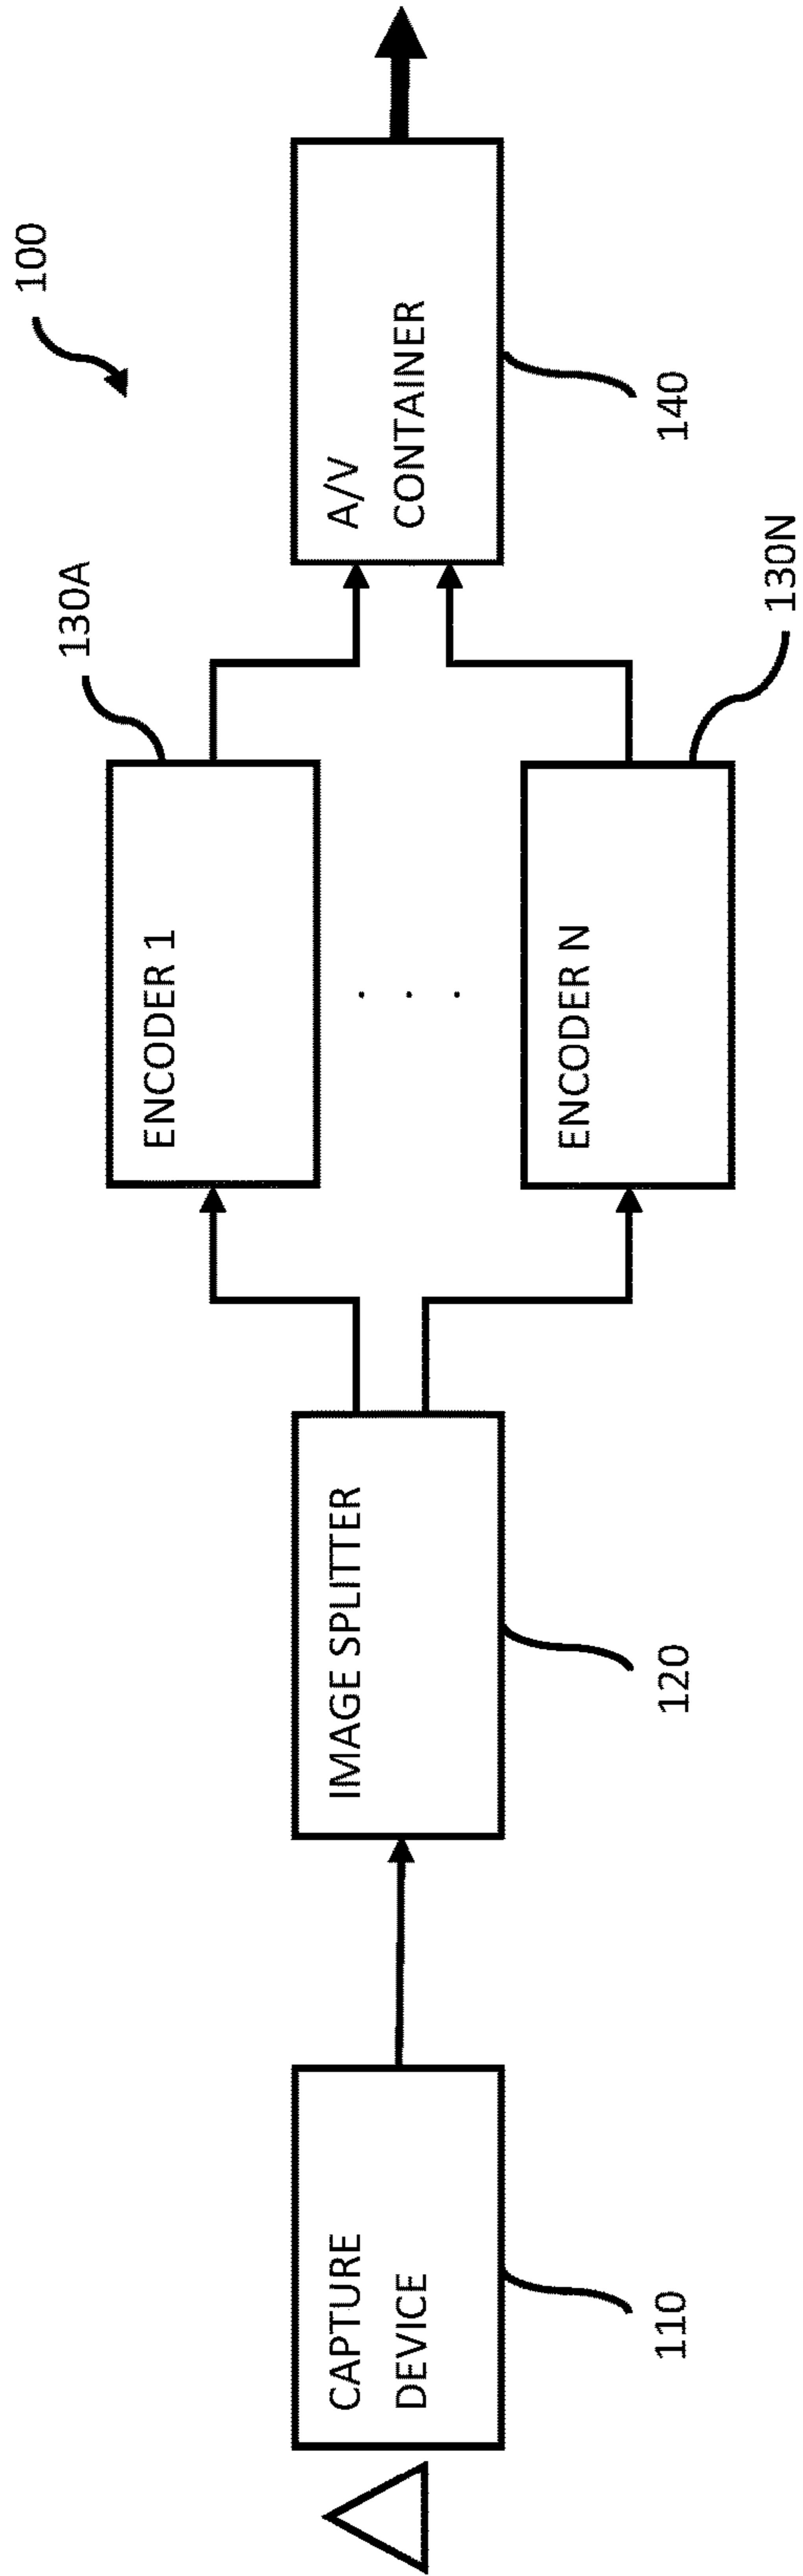 100
CAPTURE
DEVICE
110
IMAGE SPLITTER
120
ENCODER 1
130A
. . .
ENCODER N
130N
A/V
CONTAINER
140